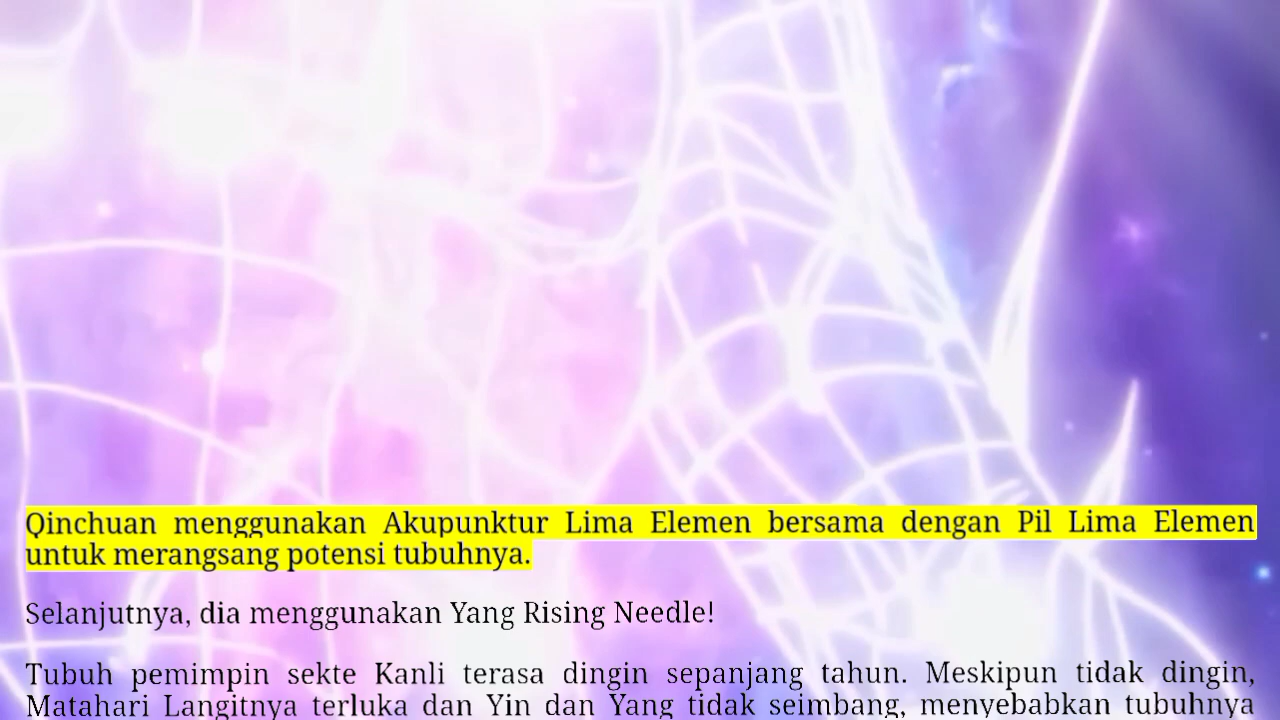 Qinchuan menggunakan Akupunktur Lima Elemen bersama dengan Pil Lima Elemen
untuk merangsang potensi tubuhnya.
Selanjutnya, dia menggunakan Yang Rising Needle!
Tubuh pemimpin sekte Kanli terasa dingin sepanjang tahun. Meskipun tidak dingin,
Matahari Langitnya terluka dan Yin dan Yang tidak seimbang, menyebabkan tubuhnya